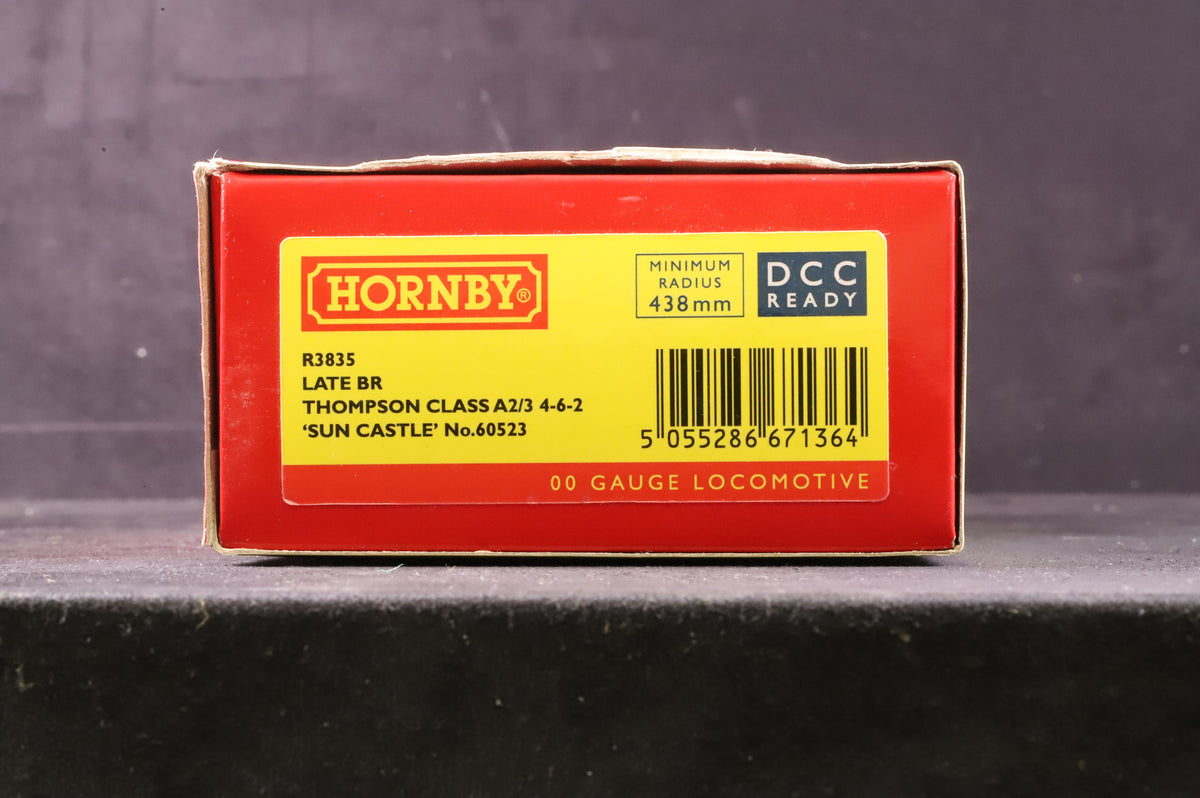 HORNBY®
MINIMUM
RADIUS
438mm
DCC
READY
R3835
LATE BR
THOMPSON CLASS A2/3 4-6-2
‘SUN CASTLE’ No.60523
5 055286 671364
00 GAUGE LOCOMOTIVE